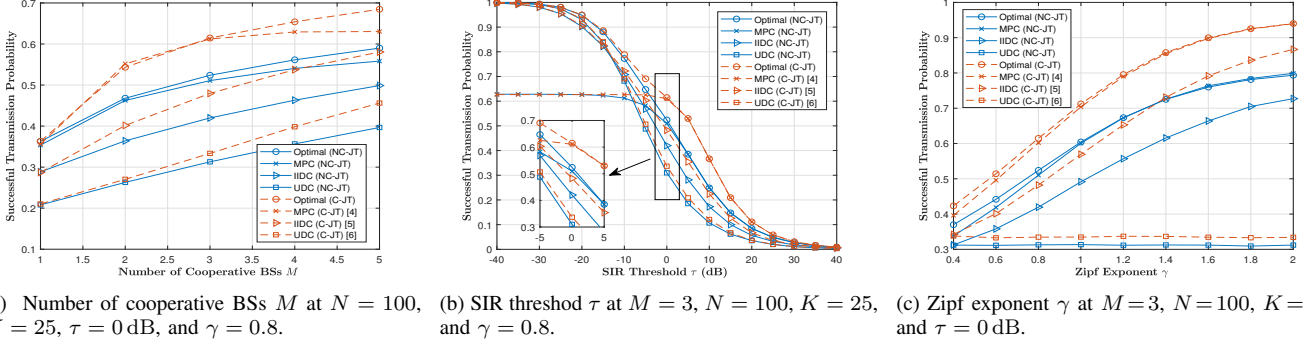 0.7
0.6
0.5
0.4
0.3
0.2
0.1
1
1.5
2
2.5
3
3.5
4
4.5
5
Successful Transmission Probability
Number of Cooperative BSs M
Optimal (NC-JT)
MPC (NC-JT)
IIDC (NC-JT)
UDC (NC-JT)
Optimal (C-JT)
MPC (C-JT) [4]
IIDC (C-JT) [5]
UDC (C-JT) [6]
) Number of cooperative BSs M at N = 100,
= 25, τ = 0 dB, and γ = 0.8.
1
0.9
0.8
0.7
0.6
0.5
0.4
0.3
0.2
0.1
0
-40
-30
-20
-10
0
10
20
30
40
Successful Transmission Probability
SIR Threshold τ (dB)
Optimal (NC-JT)
MPC (NC-JT)
IIDC (NC-JT)
UDC (NC-JT)
Optimal (C-JT)
MPC (C-JT) [4]
IIDC (C-JT) [5]
UDC (C-JT) [6]
0.7
0.6
0.5
0.4
0.3
-5
0
5
(b) SIR threshod τ at M = 3, N = 100, K = 25,
and γ = 0.8.
1
0.9
0.8
0.7
0.6
0.5
0.4
0.3
0.4
0.6
0.8
1
1.2
1.4
1.6
1.8
2
Successful Transmission Probability
Zipf Exponent γ
Optimal (NC-JT)
MPC (NC-JT)
IIDC (NC-JT)
UDC (NC-JT)
Optimal (C-JT)
MPC (C-JT) [4]
IIDC (C-JT) [5]
UDC (C-JT) [6]
(c) Zipf exponent γ at M = 3, N = 100, K =
and τ = 0 dB.